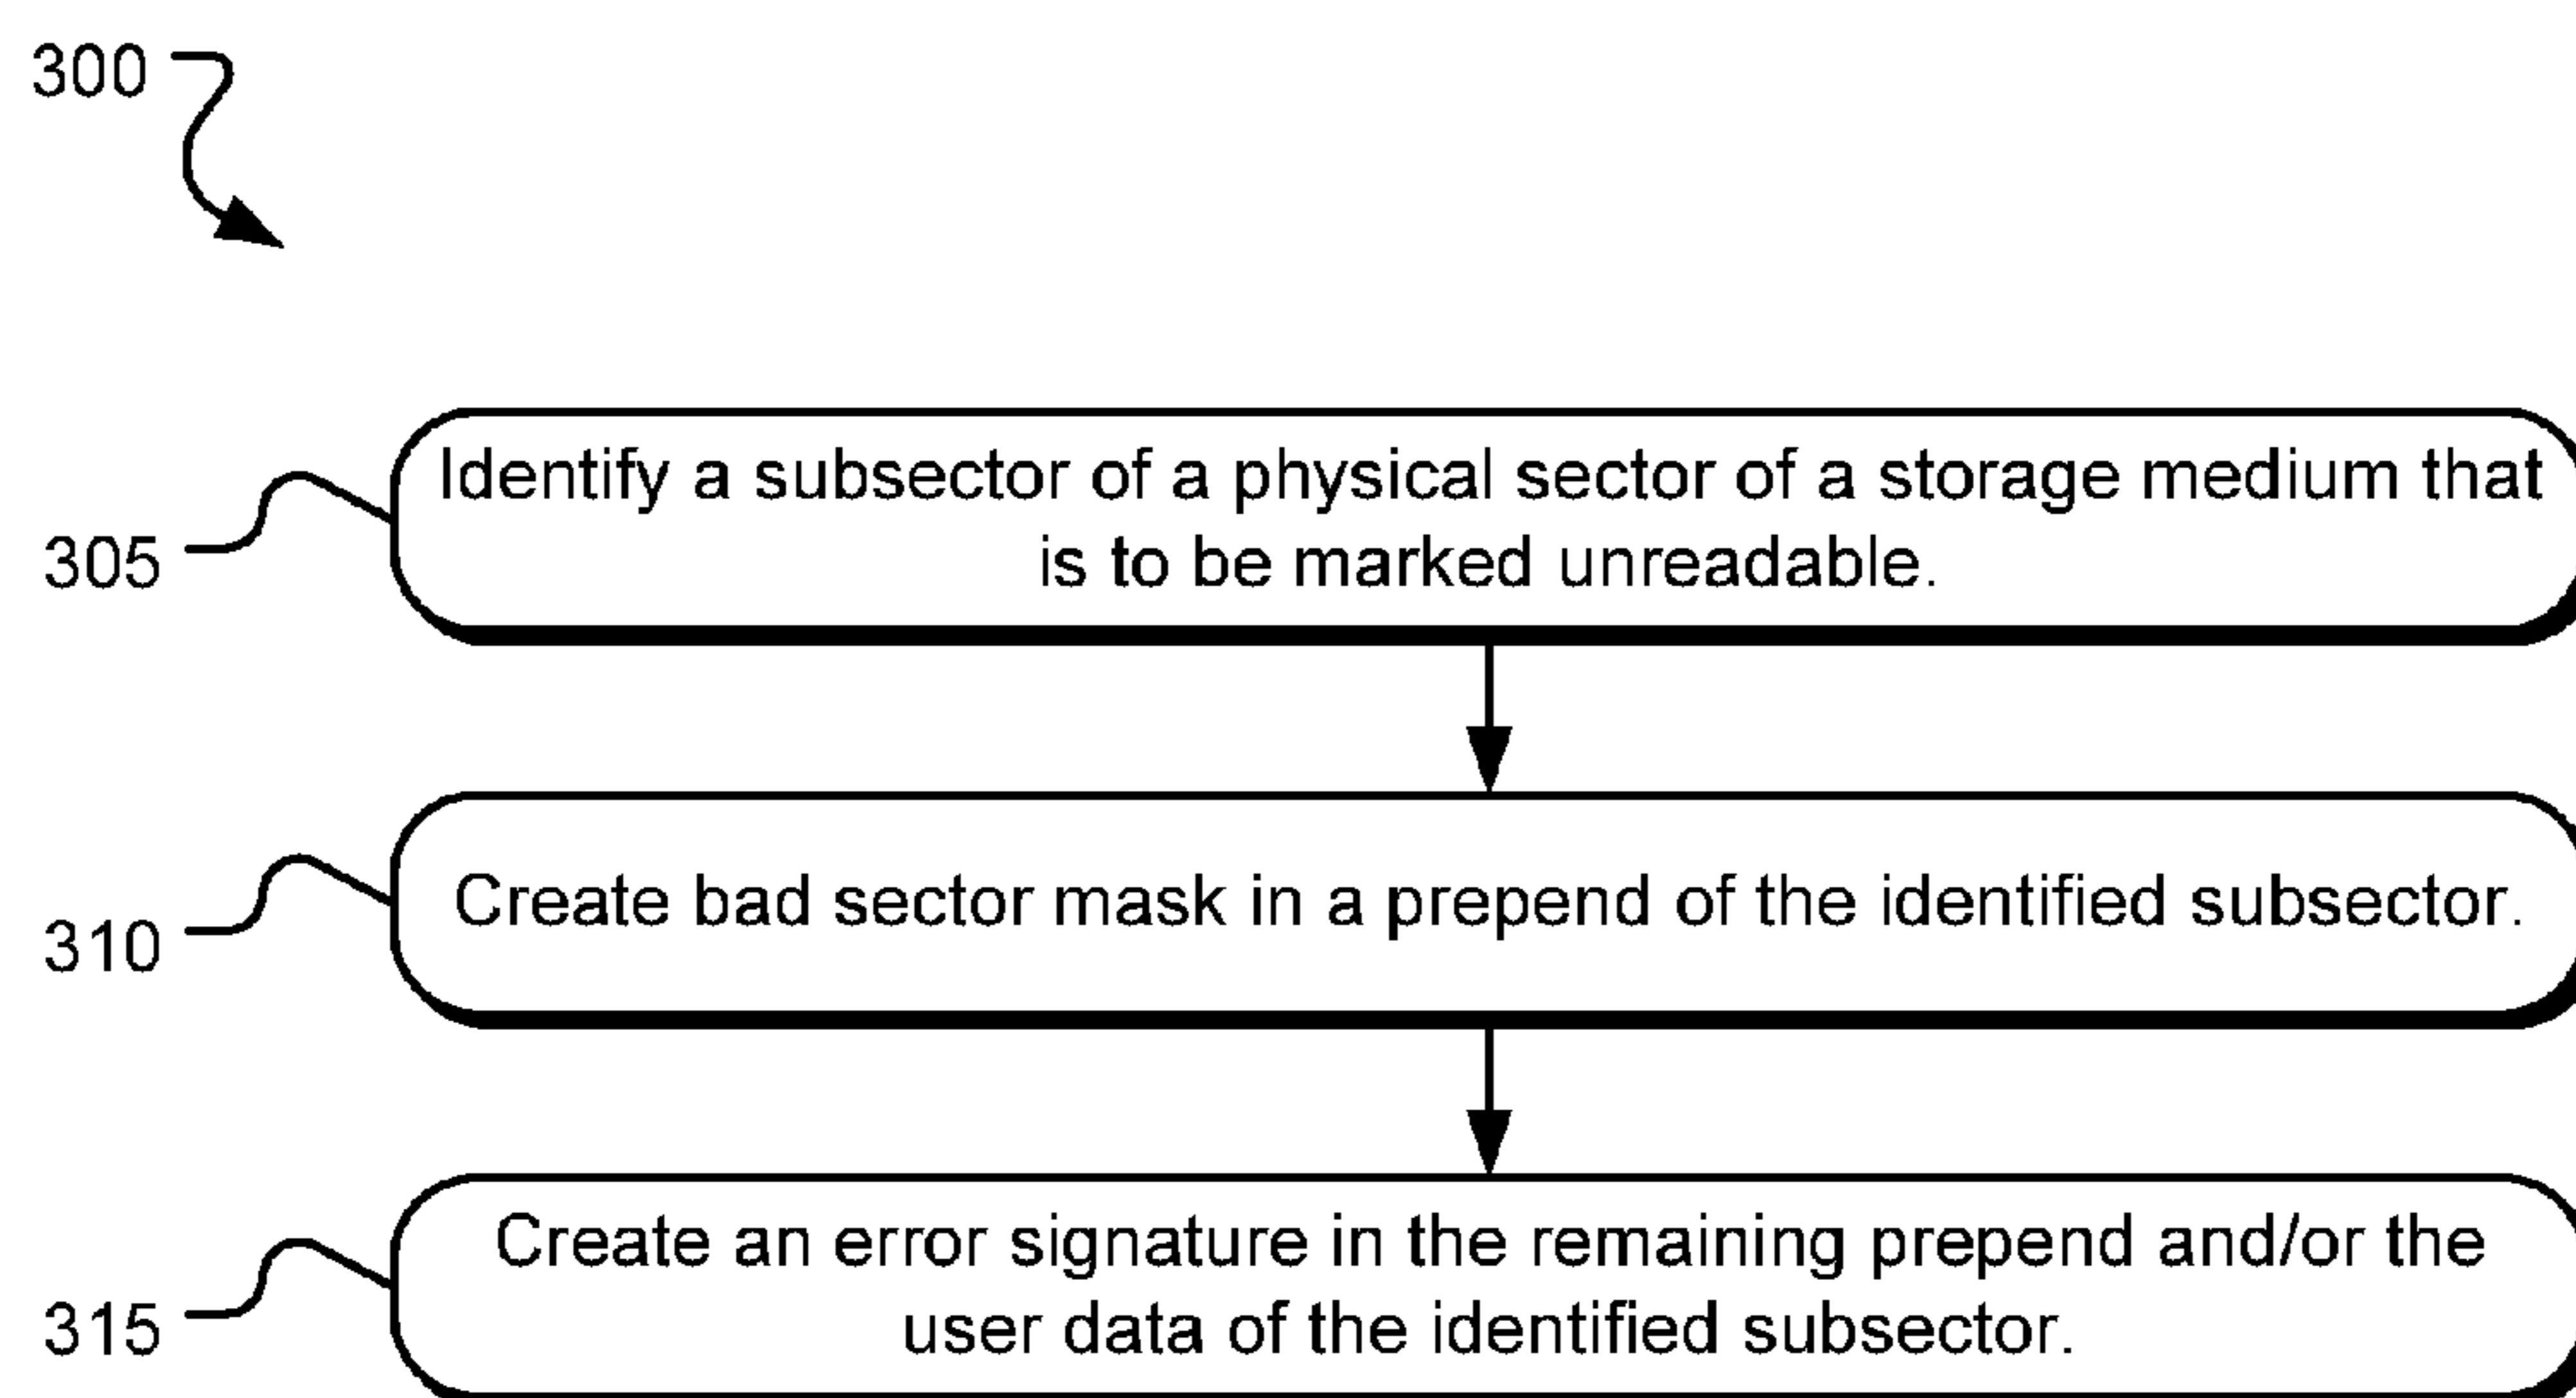 300
Identify a subsector of a physical sector of a storage medium that
is to be marked unreadable.
305
Create bad sector mask in a prepend of the identified subsector.
310
Create an error signature in the remaining prepend and/or the
user data of the identified subsector.
315